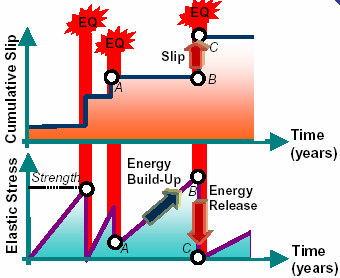 EQ
EQ
EQ
Cumulative Slip
C
Slip
A
B
Time
(years)
Elastic Stress
Strength
Energy
Build-Up
B
Energy
Release
A
C
Time
(years)